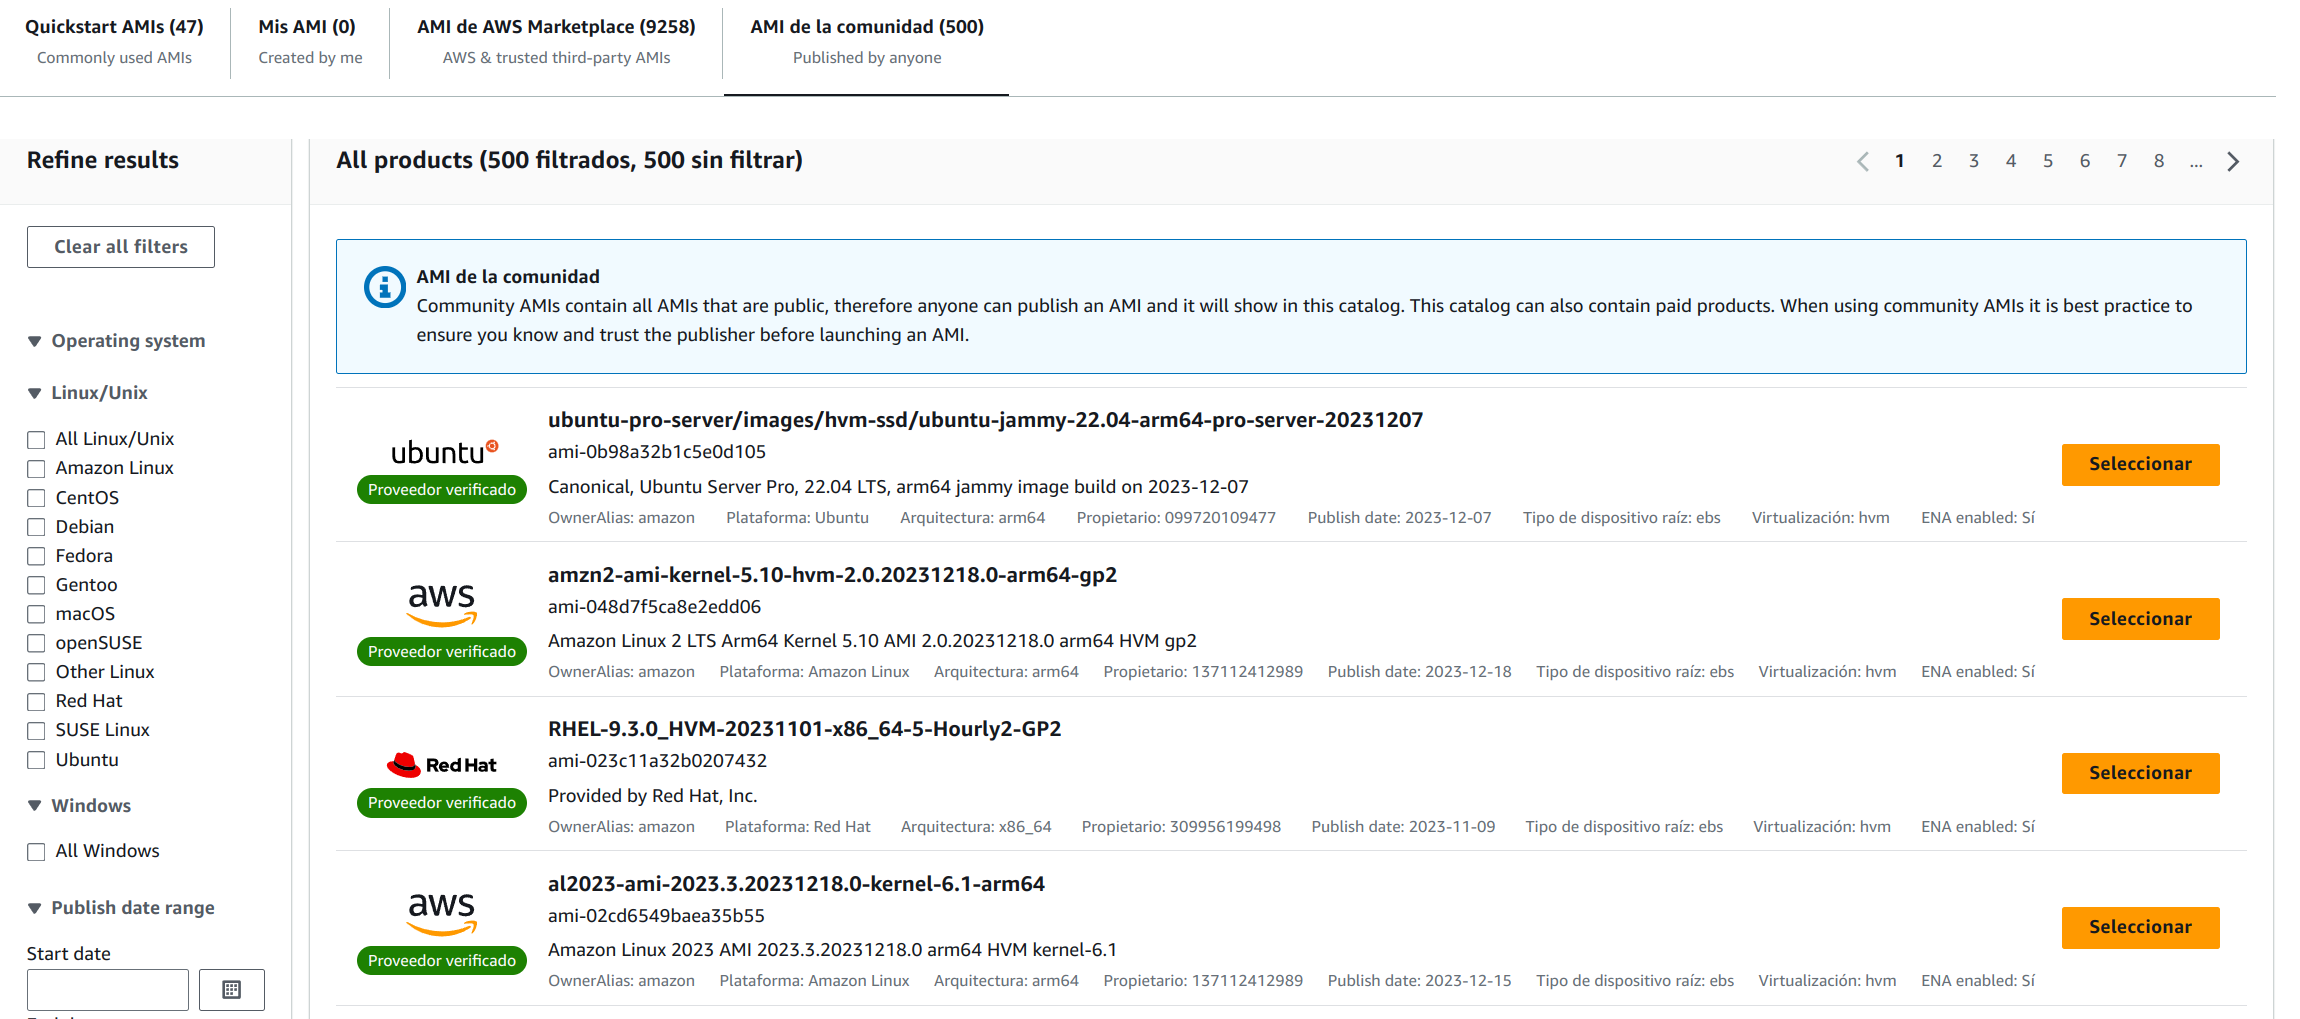 Quickstart AMIs (47)
Commonly used AMIs
Mis AMI (0)
Created by me
AMI de AWS Marketplace (9258)
AWS & trusted third-party AMIs
AMI de la comunidad (500)
Published by anyone
Refine results
Clear all filters
Operating system
Linux/Unix
All Linux/Unix
Amazon Linux
CentOS
Debian
Fedora
Gentoo
macOS
openSUSE
Other Linux
Red Hat
SUSE Linux
Ubuntu
Windows
All Windows
Publish date range
Start date
All products (500 filtrados, 500 sin filtrar)
1 2 3 4 5 6 7 8 ...
AMI de la comunidad
Community AMIs contain all AMIs that are public, therefore anyone can publish an AMI and it will show in this catalog. This catalog can also contain paid products. When using community AMIs it is best practice to
ensure you know and trust the publisher before launching an AMI.
ubuntu
Proveedor verificado
ubuntu-pro-server/images/hvm-ssd/ubuntu-jammy-22.04-arm64-pro-server-20231207
ami-0b98a32b1c5e0d105
Canonical, Ubuntu Server Pro, 22.04 LTS, arm64 jammy image build on 2023-12-07
OwnerAlias: amazon Plataforma: Ubuntu Arquitectura: arm64 Propietario: 099720109477 Publish date: 2023-12-07 Tipo de dispositivo raíz: ebs Virtualización: hvm ENA enabled: Sí
Seleccionar
aws
Proveedor verificado
amzn2-ami-kernel-5.10-hvm-2.0.20231218.0-arm64-gp2
ami-048d7f5ca8e2edd06
Amazon Linux 2 LTS Arm64 Kernel 5.10 AMI 2.0.20231218.0 arm64 HVM gp2
OwnerAlias: amazon Plataforma: Amazon Linux Arquitectura: arm64 Propietario: 137112412989 Publish date: 2023-12-18 Tipo de dispositivo raíz: ebs Virtualización: hvm ENA enabled: Sí
Seleccionar
Red Hat
Proveedor verificado
RHEL-9.3.0_HVM-20231101-x86_64-5-Hourly2-GP2
ami-023c11a32b0207432
Provided by Red Hat, Inc.
OwnerAlias: amazon Plataforma: Red Hat Arquitectura: x86_64 Propietario: 309956199498 Publish date: 2023-11-09 Tipo de dispositivo raíz: ebs Virtualización: hvm ENA enabled: Sí
Seleccionar
aws
Proveedor verificado
al2023-ami-2023.3.20231218.0-kernel-6.1-arm64
ami-02cd6549baea35b55
Amazon Linux 2023 AMI 2023.3.20231218.0 arm64 HVM kernel-6.1
OwnerAlias: amazon Plataforma: Amazon Linux Arquitectura: arm64 Propietario: 137112412989 Publish date: 2023-12-15 Tipo de dispositivo raíz: ebs Virtualización: hvm ENA enabled: Sí
Seleccionar